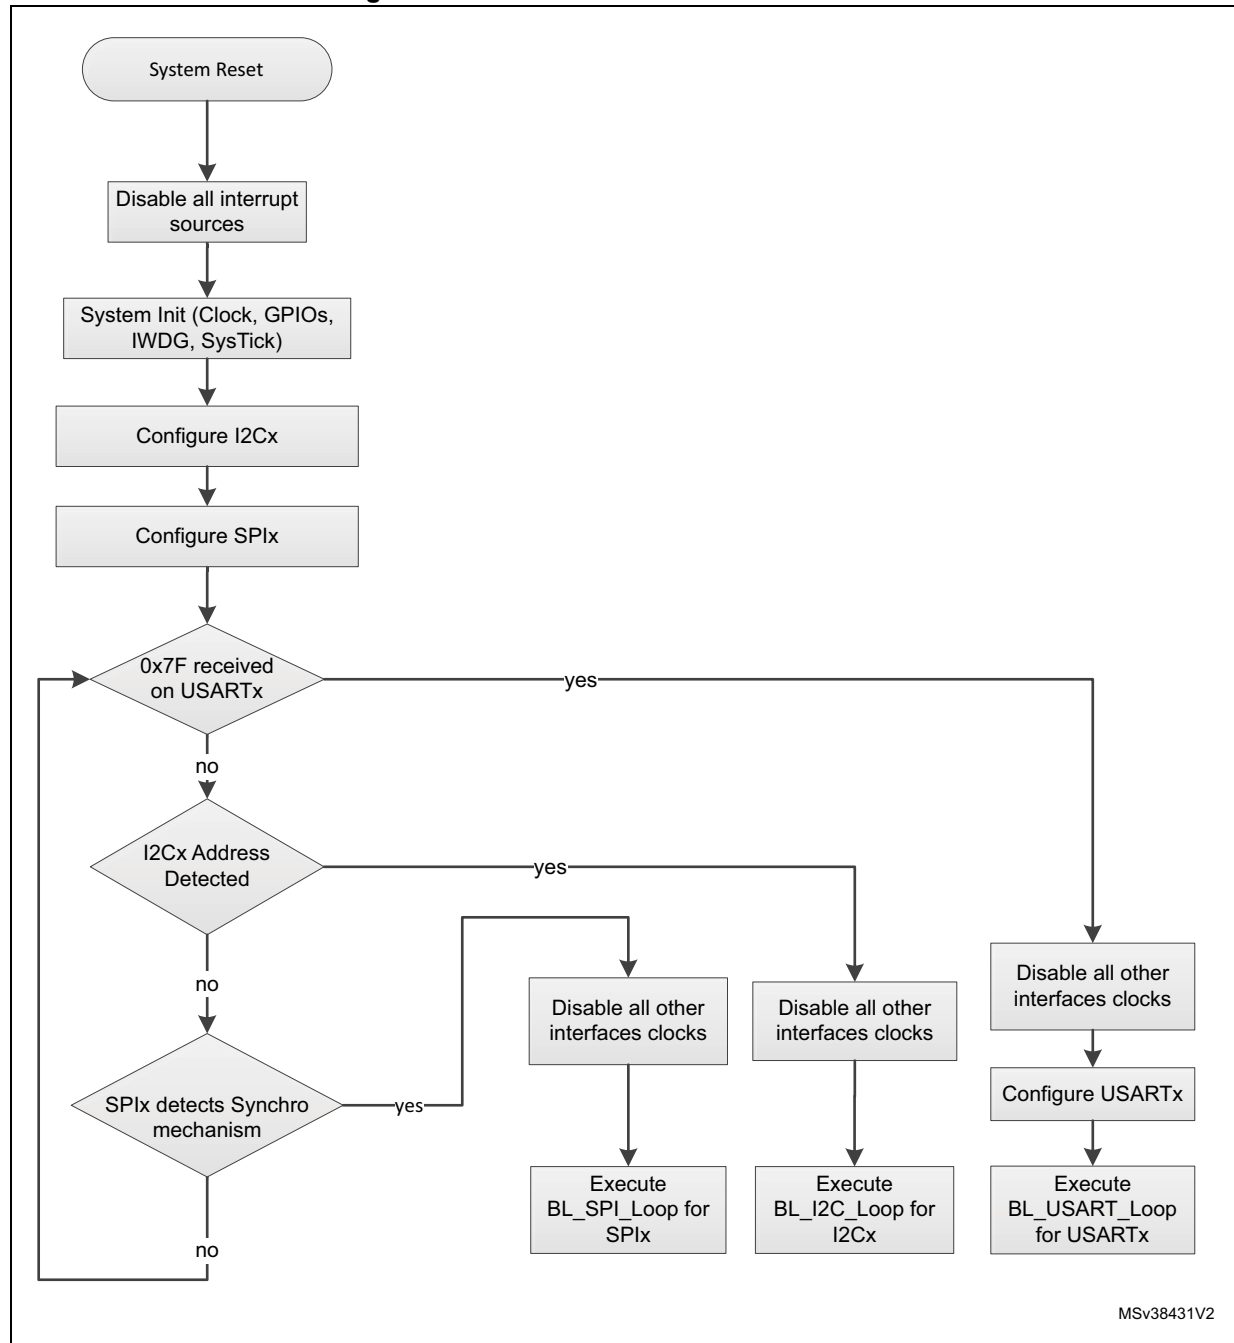 System Reset
Disable all interrupt
sources
System Init (Clock, GPIOs,
IWDG, SysTick)
Configure I2Cx
Configure SPIx
0x7F received
on USARTx
yes
no
I2Cx Address
Detected
yes
no
SPIx detects Synchro
mechanism
yes
no
Disable all other
interfaces clocks
Execute
BL_SPI_Loop for
SPIx
Disable all other
interfaces clocks
Execute
BL_I2C_Loop for
I2Cx
Disable all other
interfaces clocks
Configure USARTx
Execute
BL_USART_Loop
for USARTx
MSv38431V2